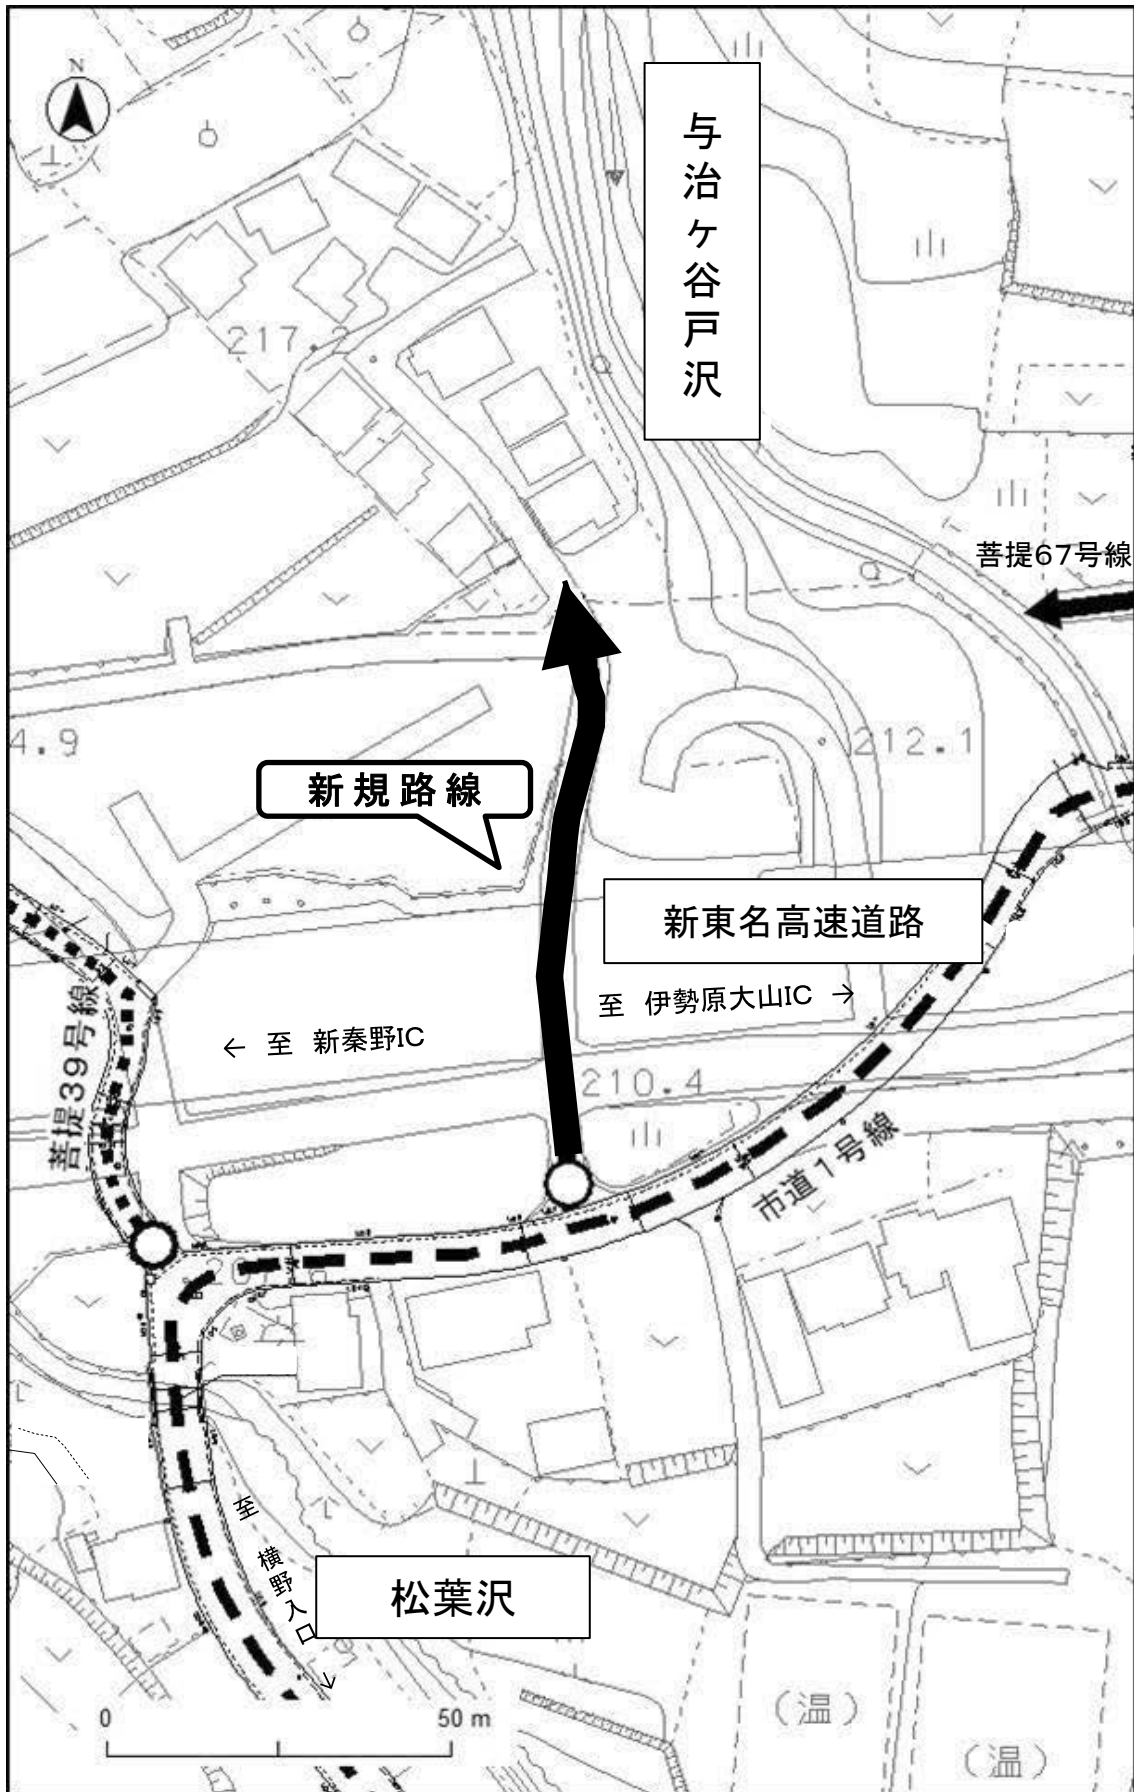 N
与治ヶ谷戸沢
217.2
菩提67号線
4.9
212.1
新規路線
新東名高速道路
至 伊勢原大山IC →
← 至 新秦野IC
菩提39号線
210.4
市道1号線
至 横野入口 →
松葉沢
0 50 m
(温)
(温)